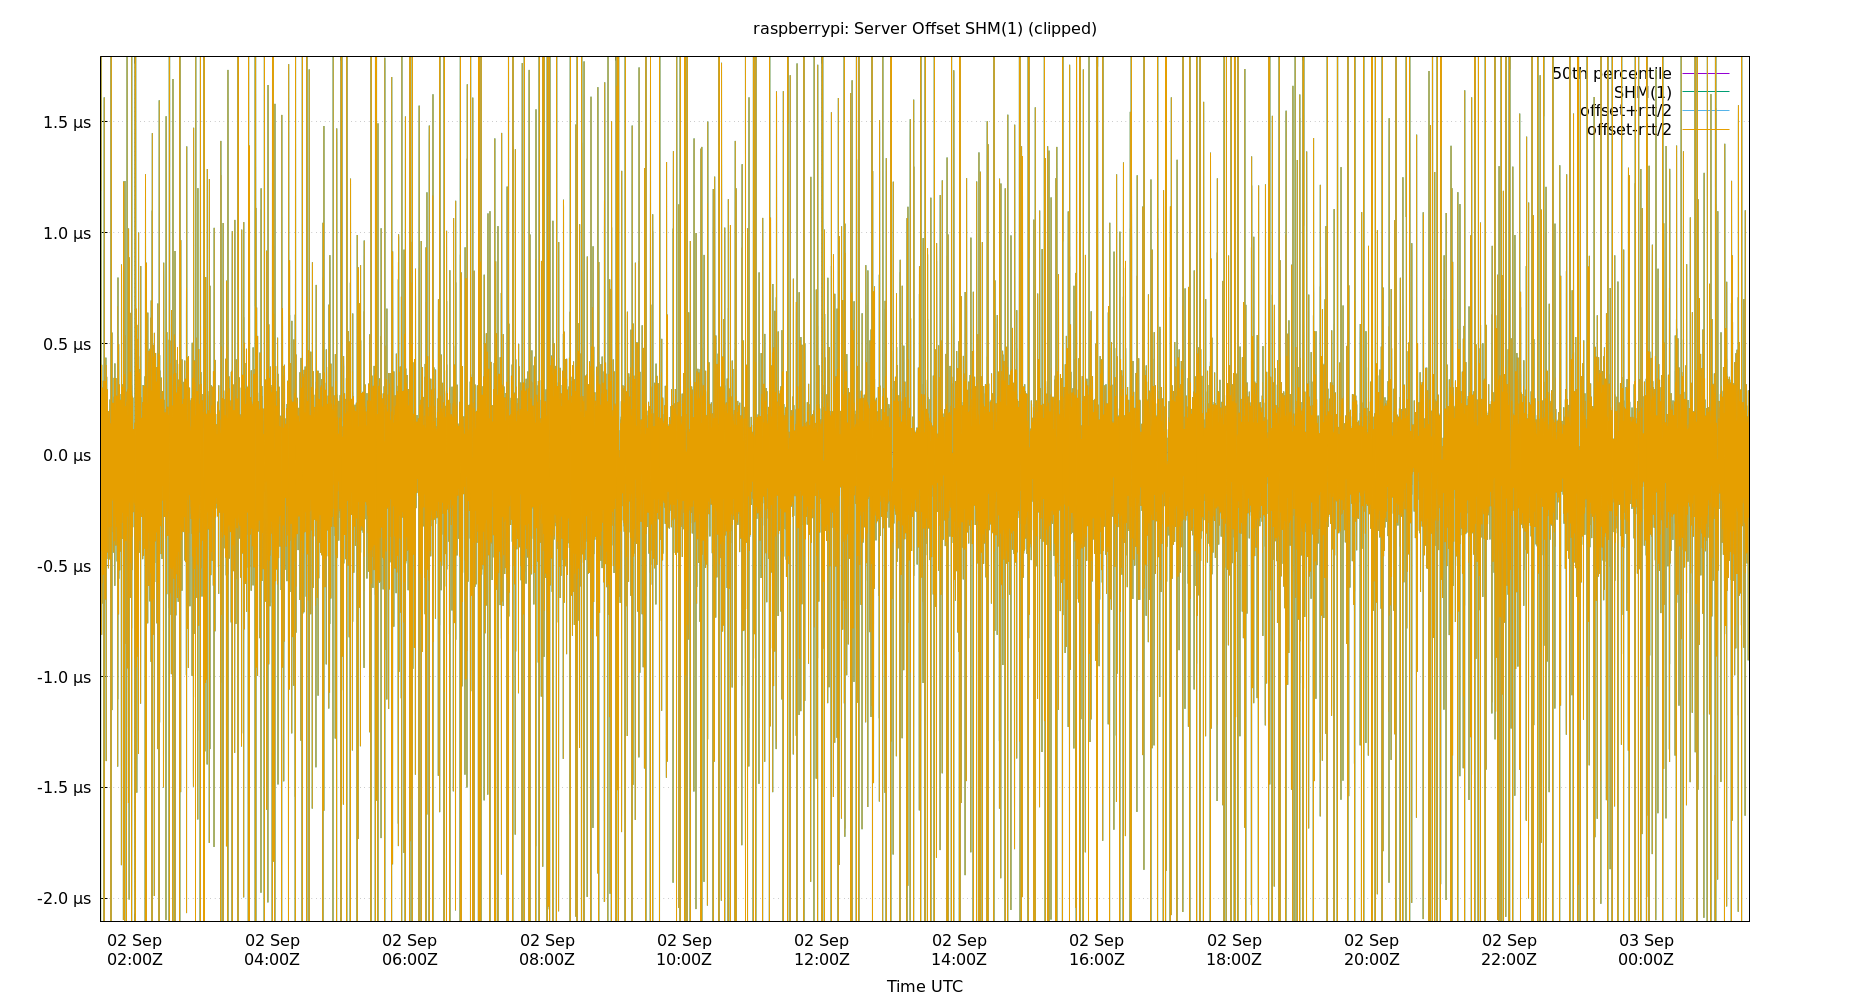 raspberrypi: Server Offset SHM(1) (clipped)
50th percentile
SHM(1)
offset+rtt/2
offset-rtt/2
1.5 µs
1.0 µs
0.5 µs
0.0 µs
-0.5 µs
-1.0 µs
-1.5 µs
-2.0 µs
02 Sep 02 Sep 02 Sep 02 Sep 02 Sep 02 Sep 02 Sep 02 Sep 02 Sep 02 Sep 02 Sep 03 Sep
02:00Z 04:00Z 06:00Z 08:00Z 10:00Z 12:00Z 14:00Z 16:00Z 18:00Z 20:00Z 22:00Z 00:00Z
Time UTC